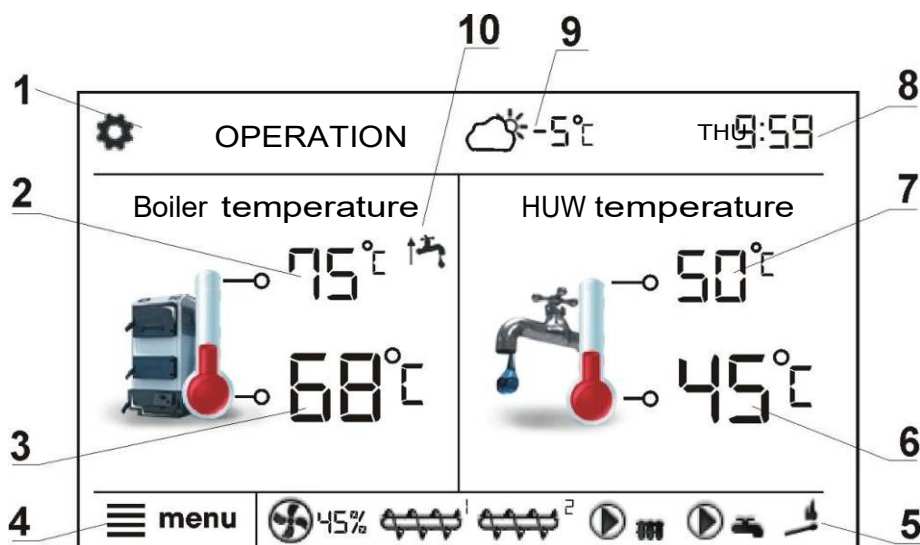 10 9
1 8
OPERATION -5°C THU 9:59
2 7
Boiler temperature HUW temperature
75°C 50°C
68°C 45°C
3 6
4 menu 45% 1 2 5